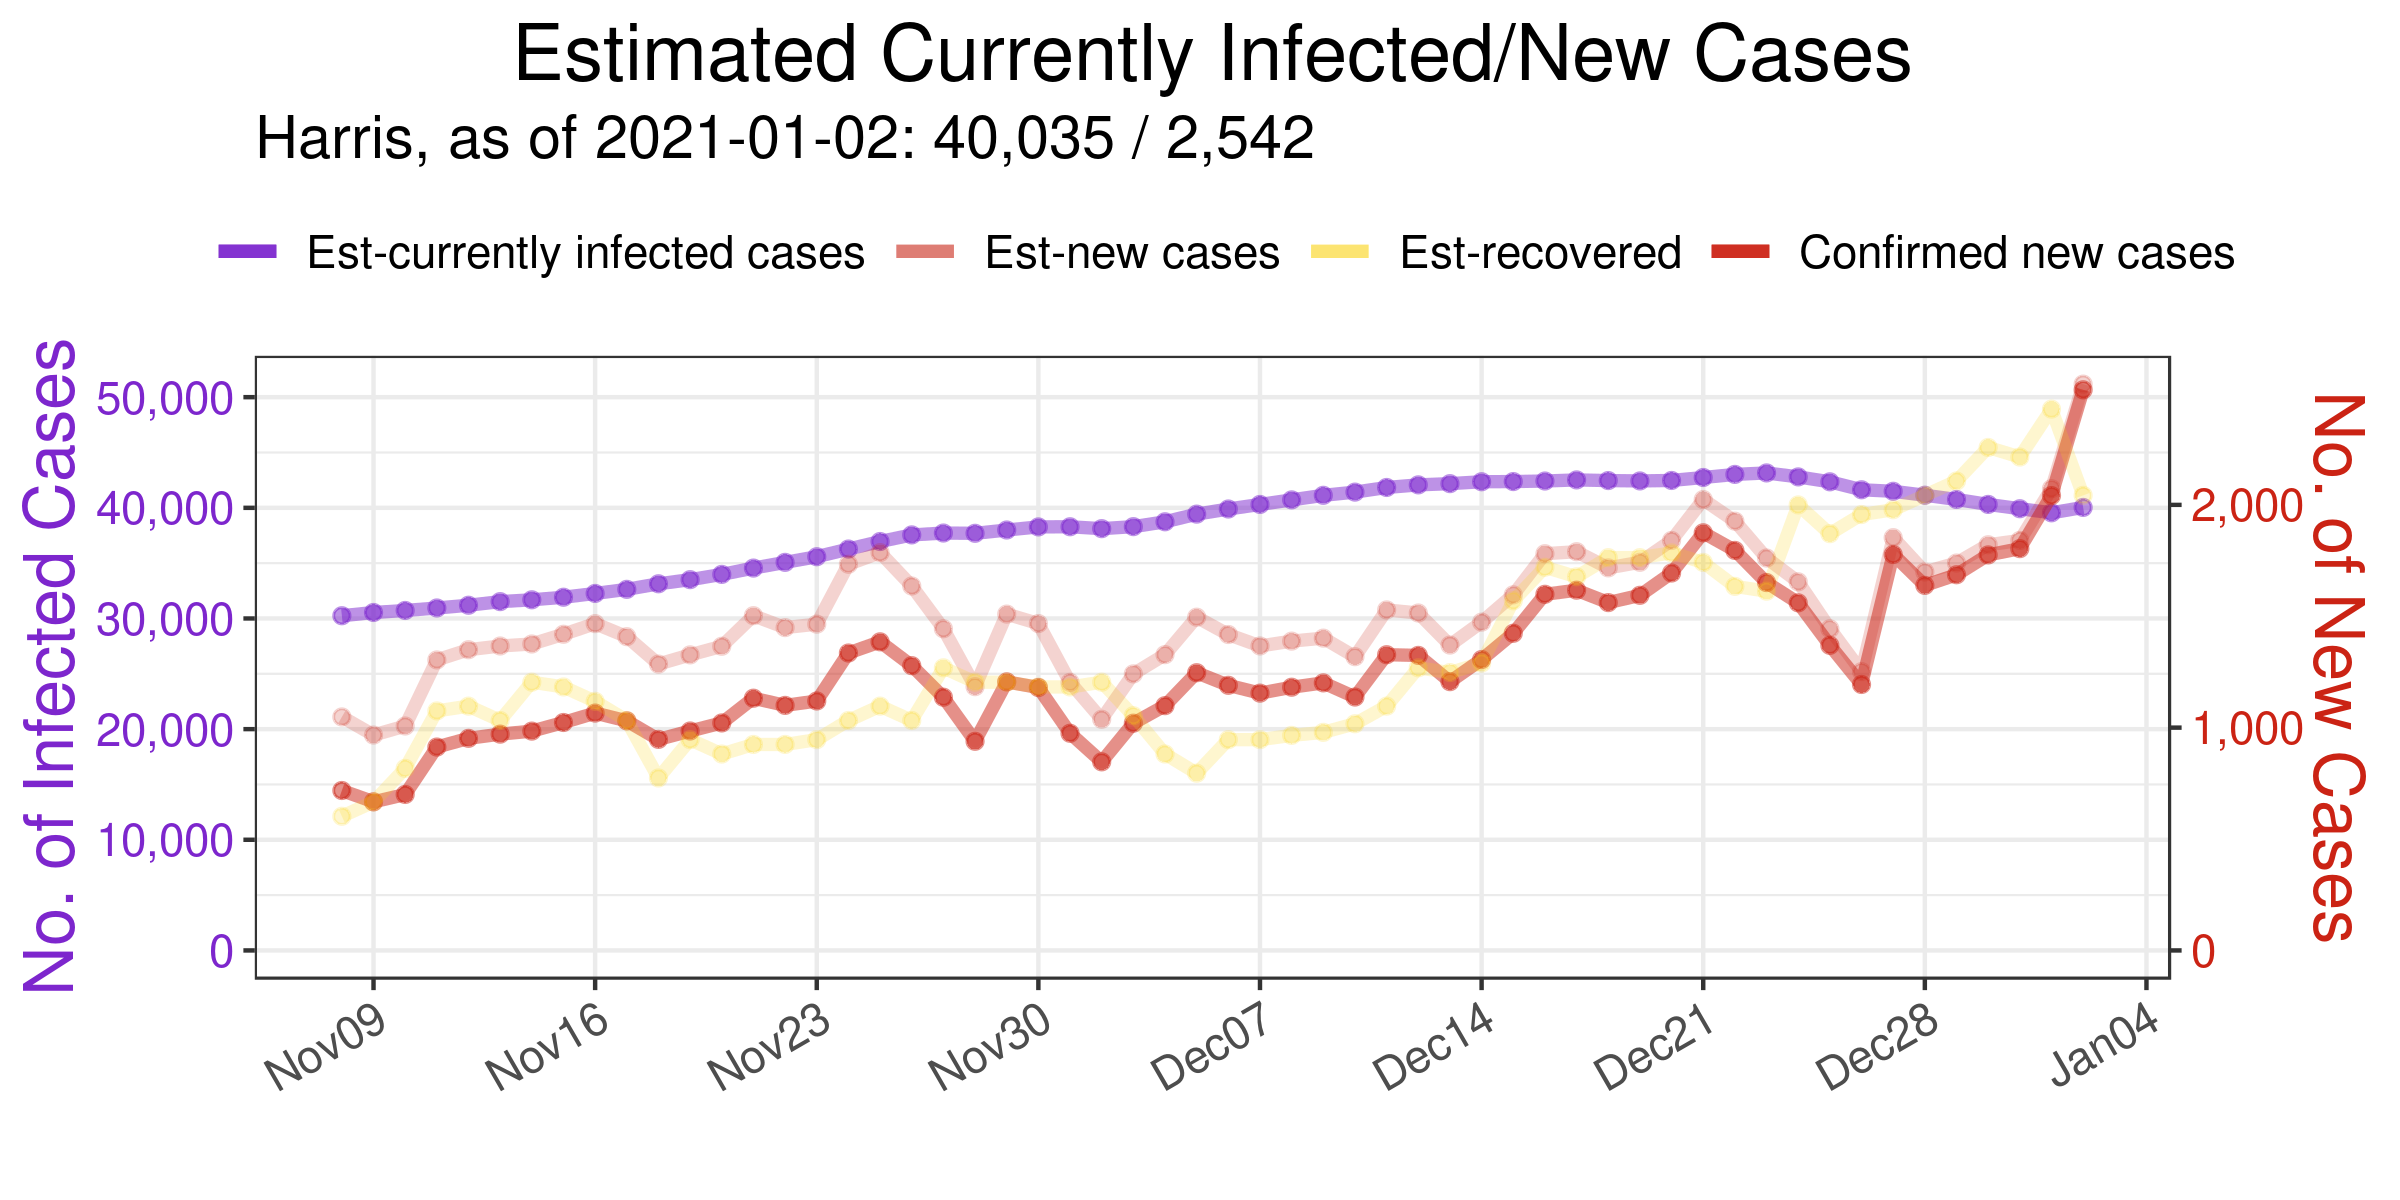 Estimated Currently Infected/New Cases
Harris, as of 2021-01-02: 40,035 / 2,542
Est-currently infected cases Est-new cases Est-recovered Confirmed new cases
No. of Infected Cases
50,000
40,000
30,000
20,000
10,000
0
2,000
1,000
0
No. of New Cases
Nov09 Nov16 Nov23 Nov30 Dec07 Dec14 Dec21 Dec28 Jan04